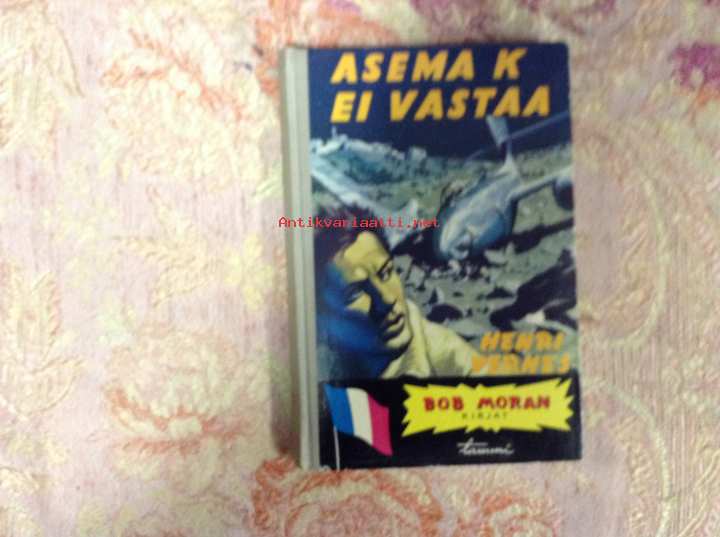 ASEMA K
EI VASTAA
Antikvariaatti.net
HENRI
VERNES
BOB MORAN
KIRJAT
tammi